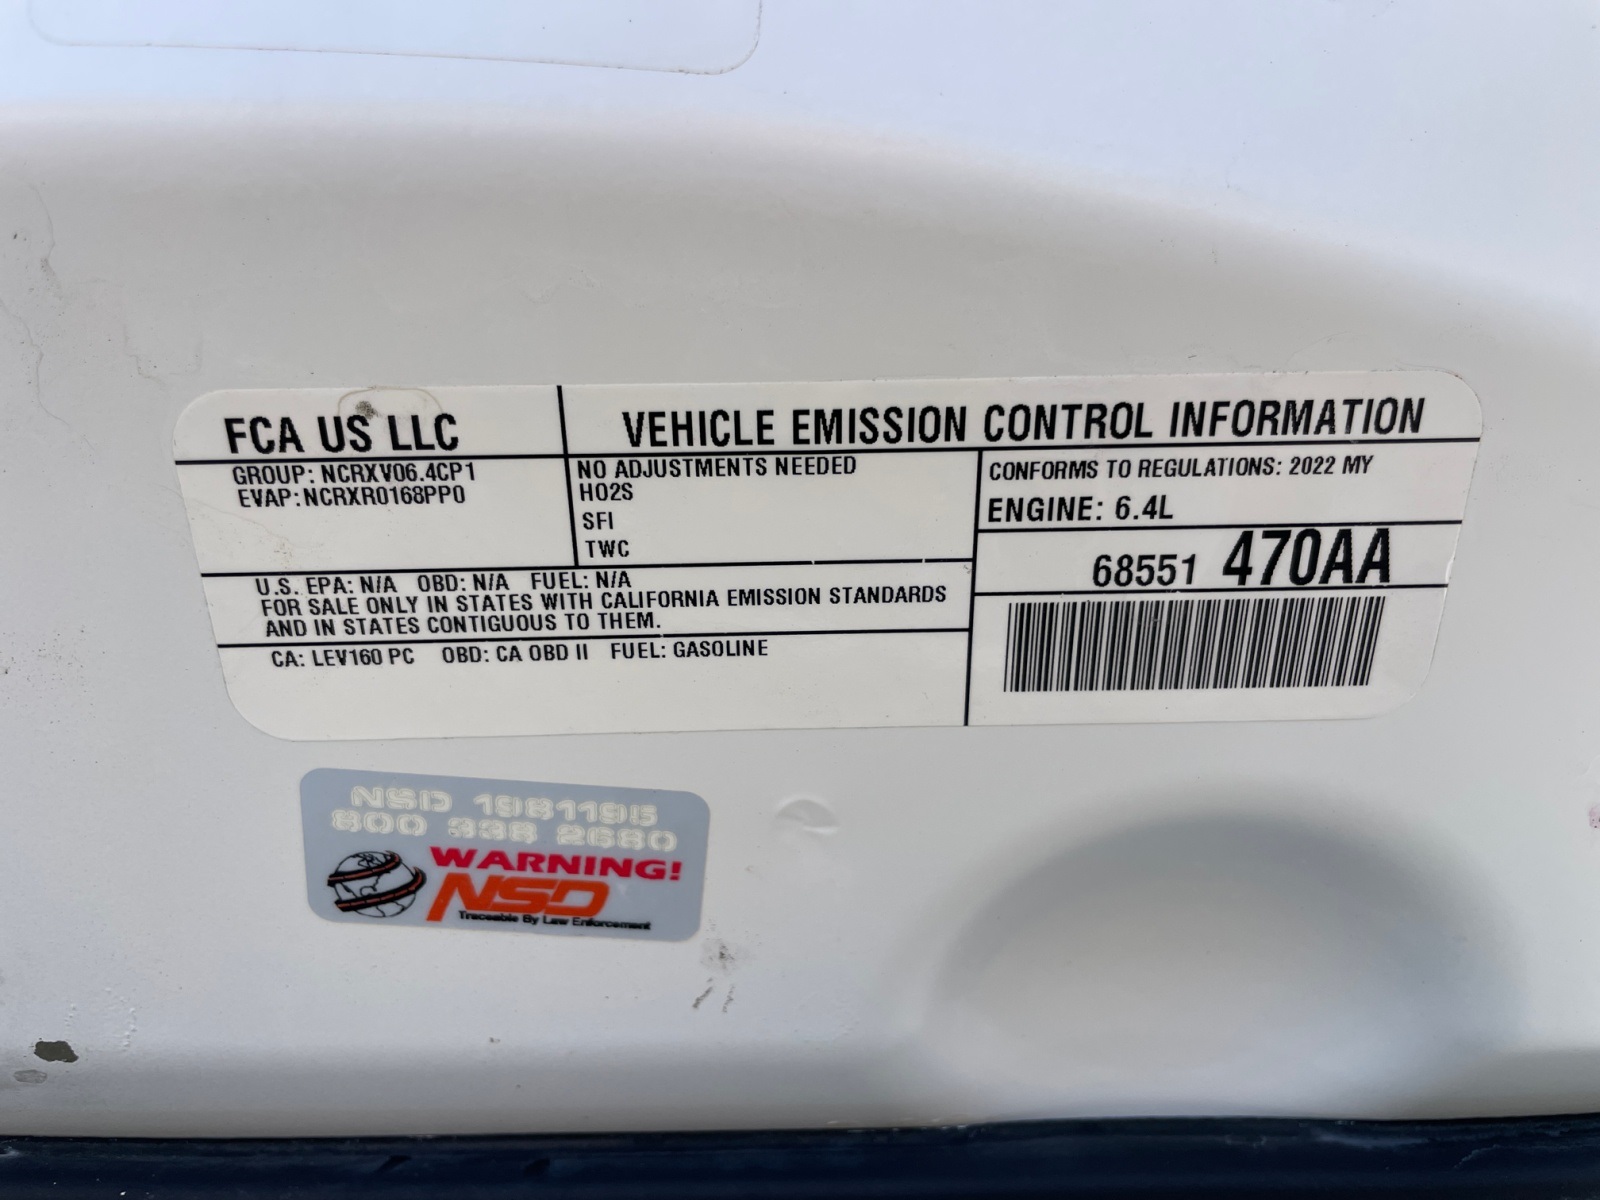 FCA US LLC
VEHICLE EMISSION CONTROL INFORMATION
GROUP: NCRXV06.4CP1
EVAP: NCRXR0168PP0
NO ADJUSTMENTS NEEDED
HO2S
SFI
TWC
CONFORMS TO REGULATIONS: 2022 MY
ENGINE: 6.4L
68551 470AA
U.S. EPA: N/A OBD: N/A FUEL: N/A
FOR SALE ONLY IN STATES WITH CALIFORNIA EMISSION STANDARDS
AND IN STATES CONTIGUOUS TO THEM.
CA: LEV160 PC OBD: CA OBD II FUEL: GASOLINE
NSD 1981195
800 338 2680
WARNING!
NSD
Traceable By Law Enforcement